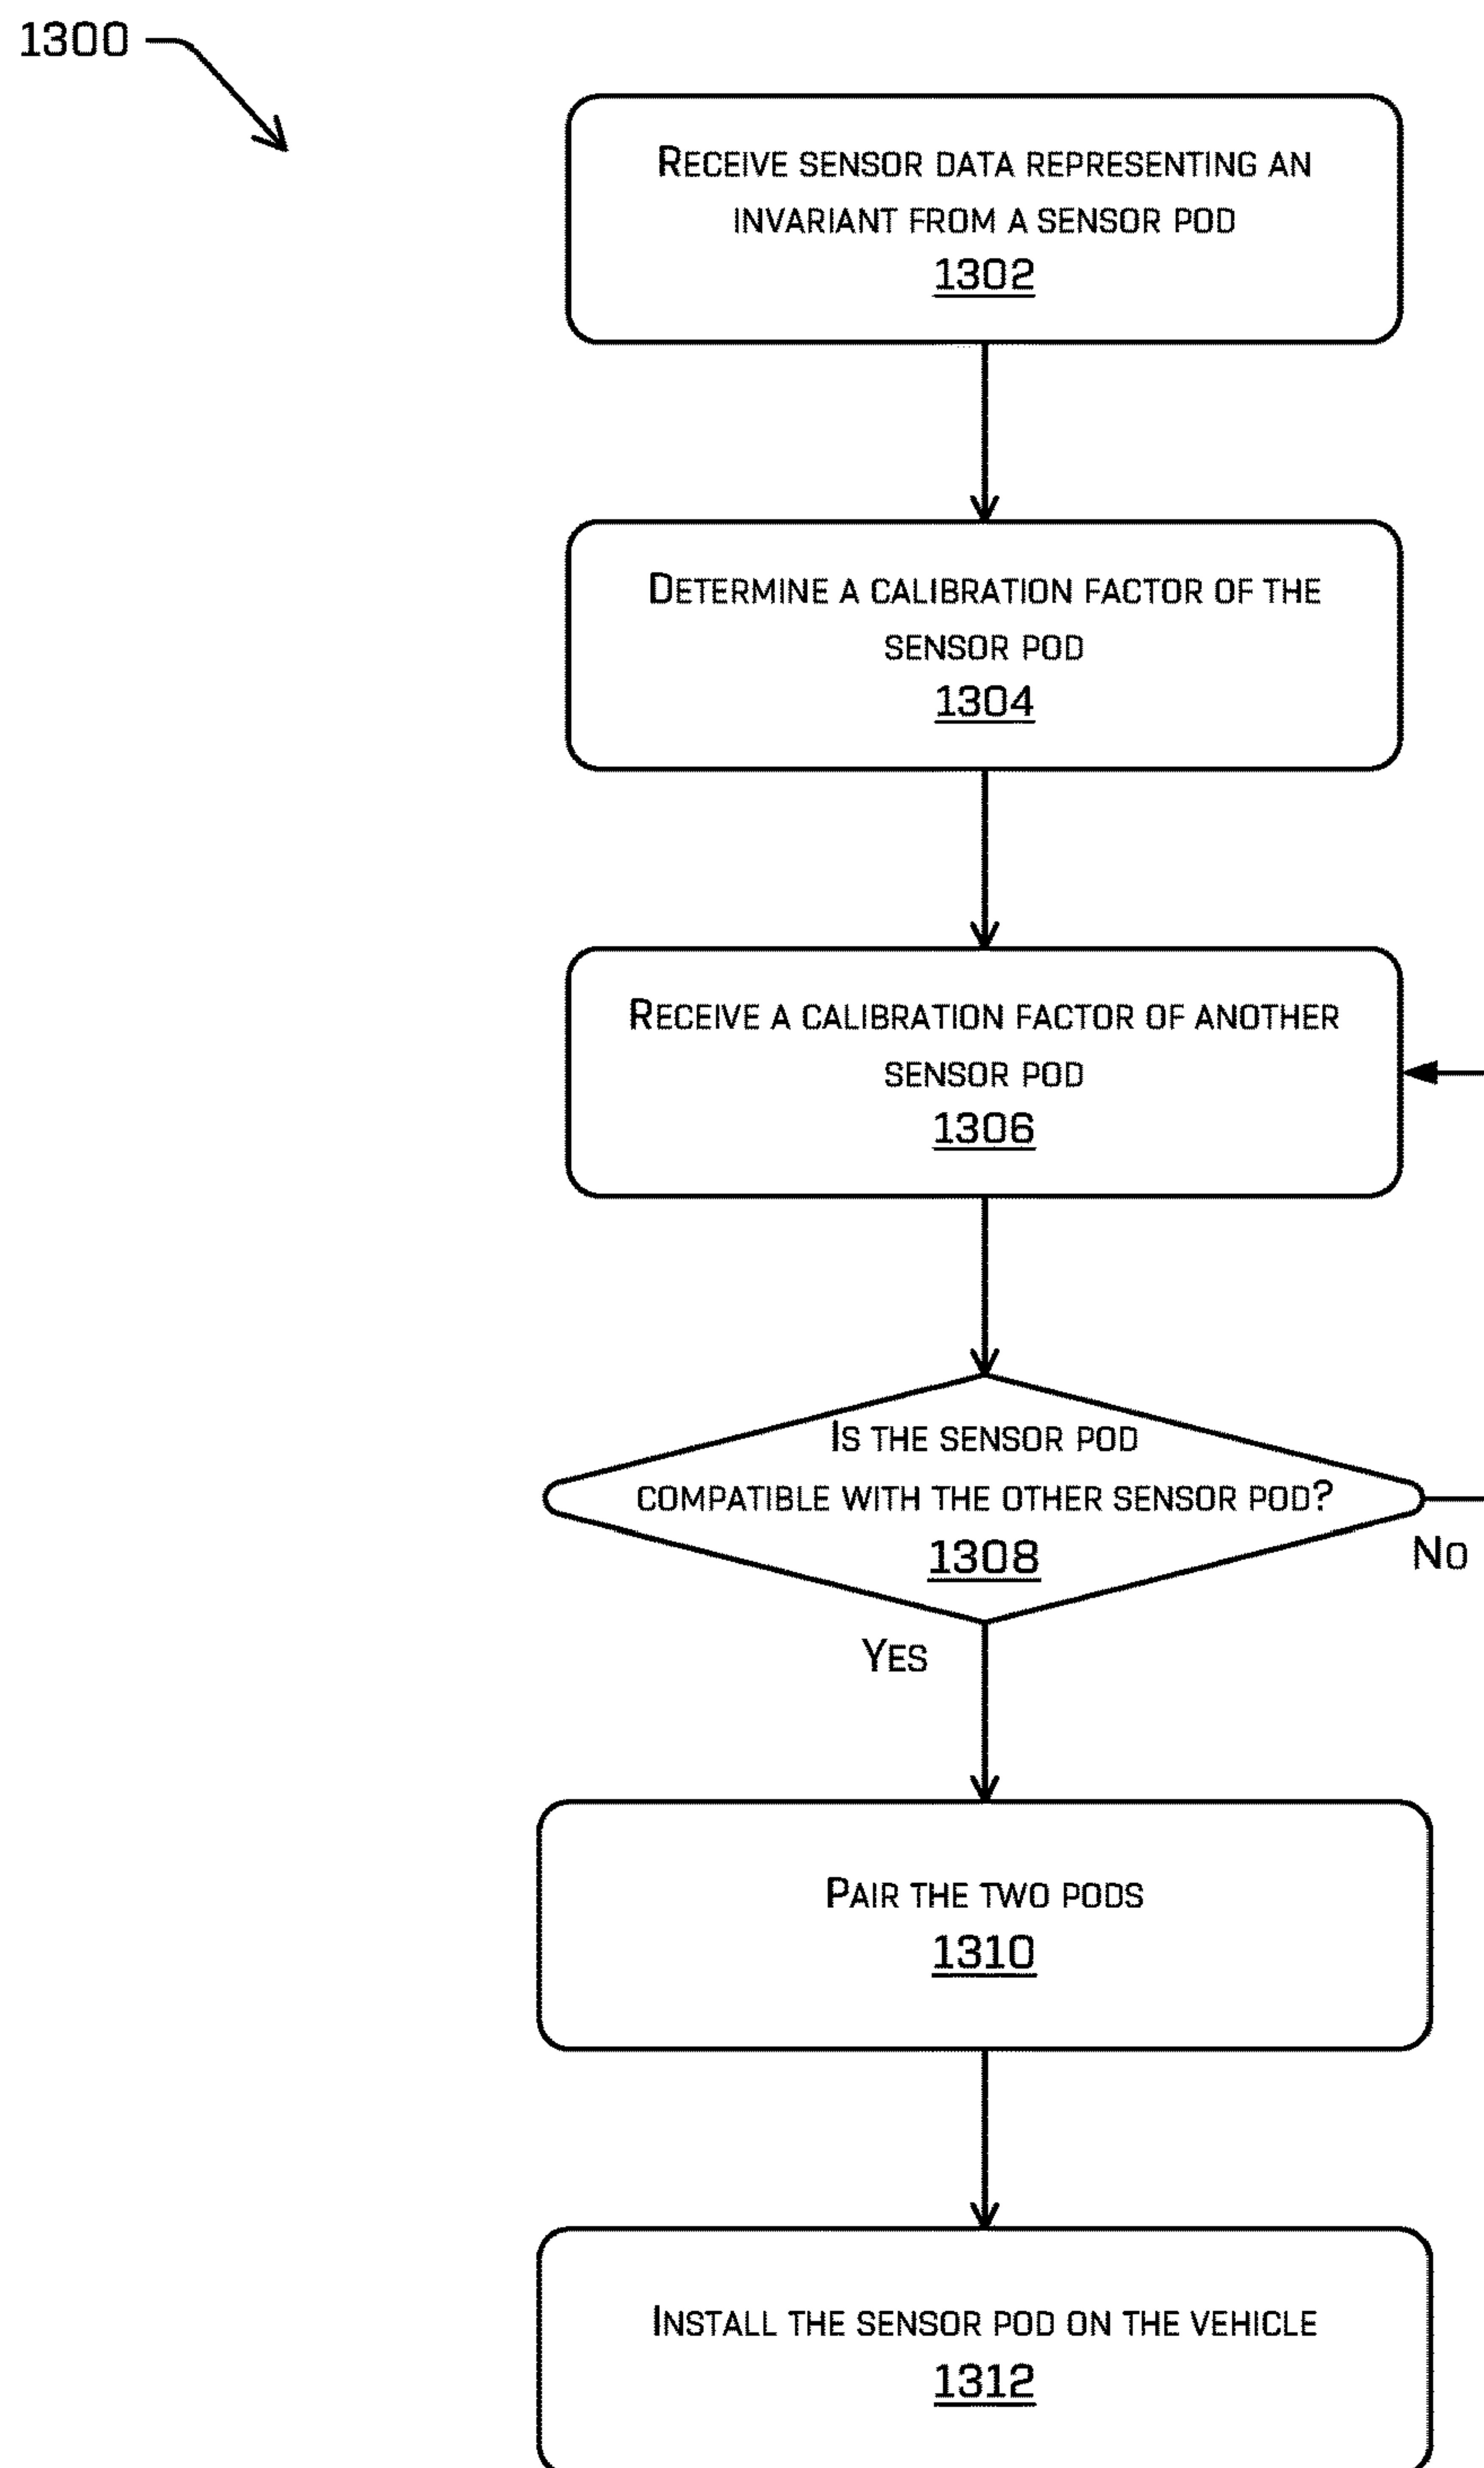 1300
RECEIVE SENSOR DATA REPRESENTING AN
INVARIANT FROM A SENSOR POD
1302
DETERMINE A CALIBRATION FACTOR OF THE
SENSOR POD
1304
RECEIVE A CALIBRATION FACTOR OF ANOTHER
SENSOR POD
1306
IS THE SENSOR POD
COMPATIBLE WITH THE OTHER SENSOR POD?
1308
NO
YES
PAIR THE TWO PODS
1310
INSTALL THE SENSOR POD ON THE VEHICLE
1312